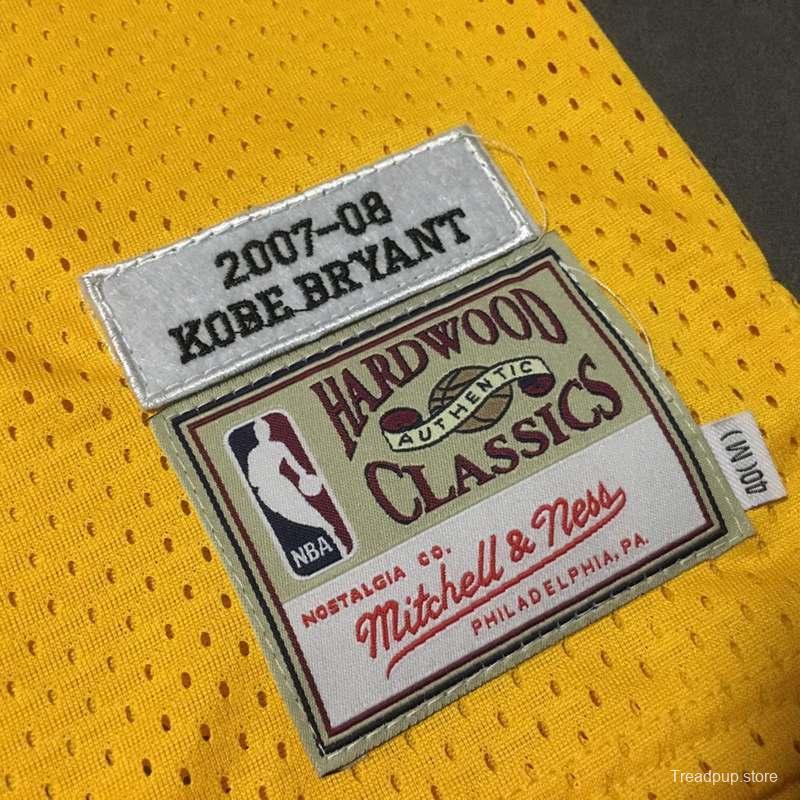 2007-08
KOBE BRYANT
HARDWOOD
AUTHENTIC
CLASSICS
NBA
NOSTALGIA CO.
Mitchell & Ness
PHILADELPHIA, PA.
40(M)
Treadpup.store